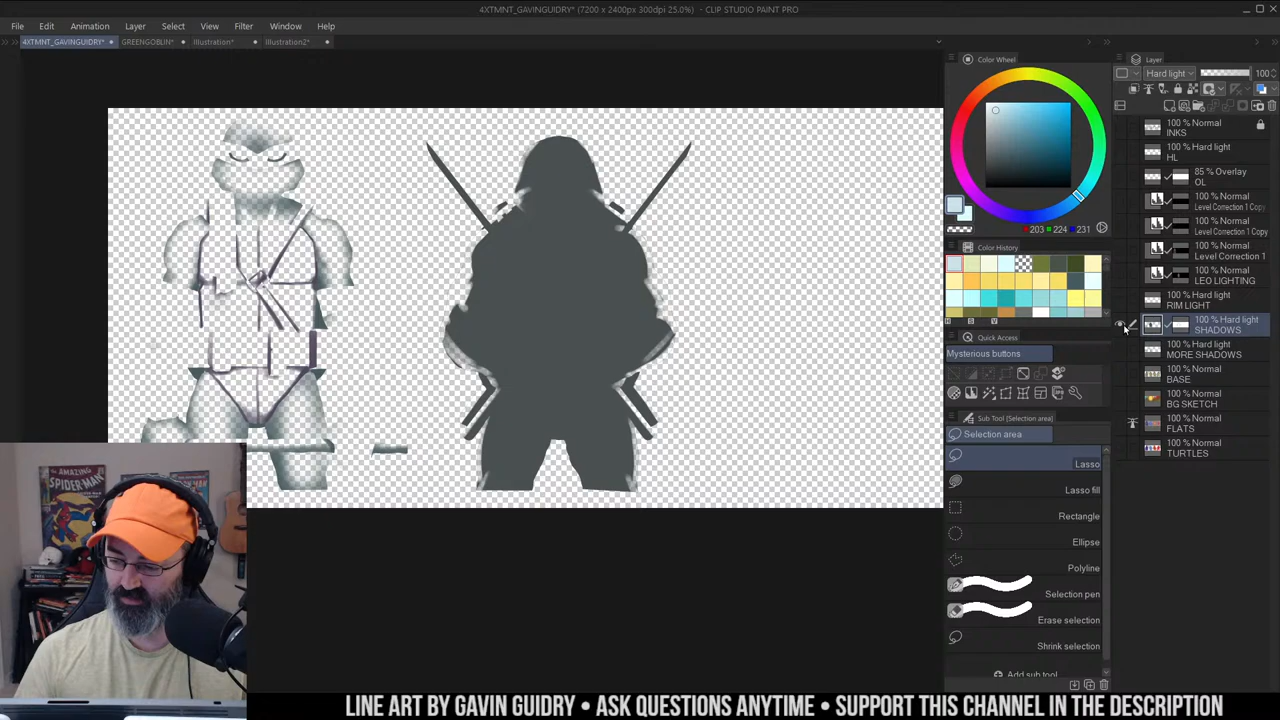 4XTMNT_GAVINGUIDRY* (7200 x 2400px 300dpi 25.0%) - CLIP STUDIO PAINT PRO
File Edit Animation Layer Select View Filter Window Help
4XTMNT_GAVINGUIDRY* GREENGOBLIN* Illustration* Illustration2*
Color Wheel
203 224 231
Color History
H S V
Quick Access
Mysterious buttons
Sub Tool [Selection area]
Selection area
Lasso
Lasso fill
Rectangle
Ellipse
Polyline
Selection pen
Erase selection
Shrink selection
Add sub tool
Layer
Hard light 100
100 % Normal
INKS
100 % Hard light
HL
85 % Overlay
OL
100 % Normal
Level Correction 1 Copy
100 % Normal
Level Correction 1 Copy
100 % Normal
Level Correction 1
100 % Normal
LEO LIGHTING
100 % Hard light
RIM LIGHT
100 % Hard light
SHADOWS
100 % Hard light
MORE SHADOWS
100 % Normal
BASE
100 % Normal
BG SKETCH
100 % Normal
FLATS
100 % Normal
TURTLES
AMAZING
SPIDER-MAN
LINE ART BY GAVIN GUIDRY • ASK QUESTIONS ANYTIME • SUPPORT THIS CHANNEL IN THE DESCRIPTION